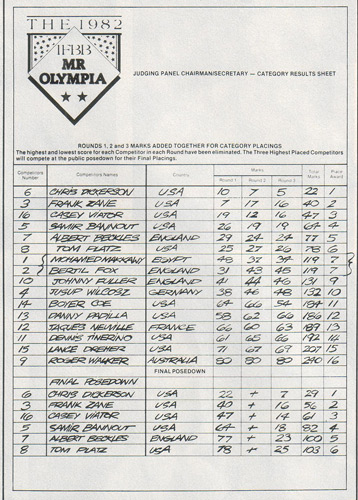 THE 1982
IFBB
MR
OLYMPIA
JUDGING PANEL CHAIRMAN/SECRETARY — CATEGORY RESULTS SHEET
ROUNDS 1, 2 and 3 MARKS ADDED TOGETHER FOR CATEGORY PLACINGS
The highest and lowest score for each Competitor in each Round have been eliminated. The Three Highest Placed Competitors
will compete at the public posedown for their Final Placings.
Competitors Number Competitors Names Country Marks Round 1 Round 2 Round 3 Total Marks Place Award
6 CHRIS DICKERSON USA 10 7 5 22 1
3 FRANK ZANE USA 7 17 16 40 2
16 CASEY VIATOR USA 19 12 16 47 3
5 SAMIR BANNOUT USA 26 19 19 64 4
7 ALBERT BECKLES ENGLAND 29 24 24 77 5
8 TOM PLATZ USA 25 27 26 78 6
1 MOHAMED MAKKAWY EGYPT 48 37 34 119 7
2 BERTIL FOX ENGLAND 31 43 45 119 7
10 JOHNNY FULLER ENGLAND 41 44 46 131 9
4 JUSUP WILCOSZ GERMANY 38 46 48 132 10
14 BOYER COE USA 64 66 54 184 11
13 DANNY PADILLA USA 58 62 66 186 12
12 JAQUES NEUVILLE FRANCE 66 60 63 189 13
11 DENNIS TINERINO USA 61 65 66 192 14
15 LANCE DREHER USA 71 67 69 207 15
9 ROGER WALKER AUSTRALIA 80 80 80 240 16
FINAL POSEDOWN
FINAL POSEDOWN
6 CHRIS DICKERSON USA 22 + 7 29 1
3 FRANK ZANE USA 40 + 16 56 2
16 CASEY VIATOR USA 47 + 14 61 3
5 SAMIR BANNOUT USA 64 + 18 82 4
7 ALBERT BECKLES ENGLAND 77 + 23 100 5
8 TOM PLATZ USA 78 + 25 103 6